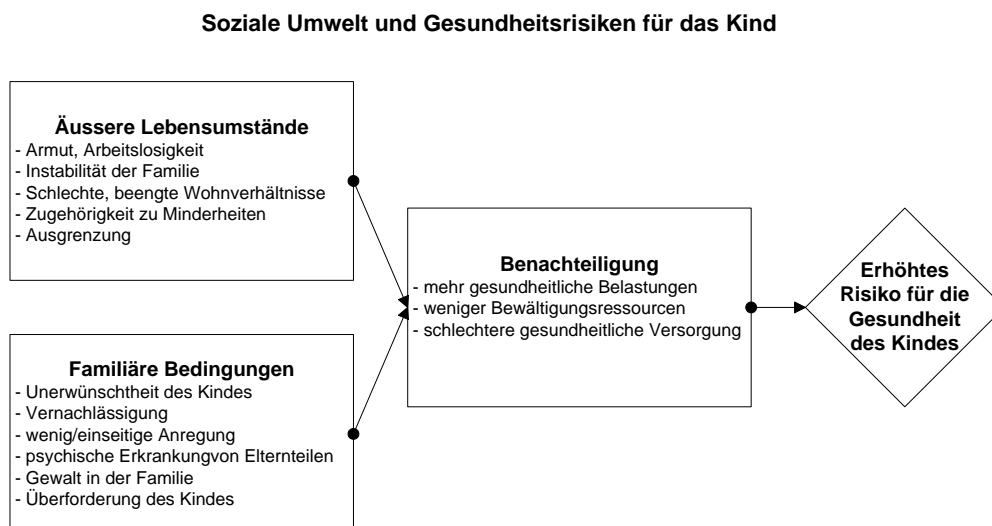 Soziale Umwelt und Gesundheitsrisiken für das Kind
Äussere Lebensumstände
- Armut, Arbeitslosigkeit
- Instabilität der Familie
- Schlechte, beengte Wohnverhältnisse
- Zugehörigkeit zu Minderheiten
- Ausgrenzung
Familiäre Bedingungen
- Unerwünschtheit des Kindes
- Vernachlässigung
- wenig/einseitige Anregung
- psychische Erkrankungvon Elternteilen
- Gewalt in der Familie
- Überforderung des Kindes
Benachteiligung
- mehr gesundheitliche Belastungen
- weniger Bewältigungsressourcen
- schlechtere gesundheitliche Versorgung
Erhöhtes
Risiko für die
Gesundheit
des Kindes